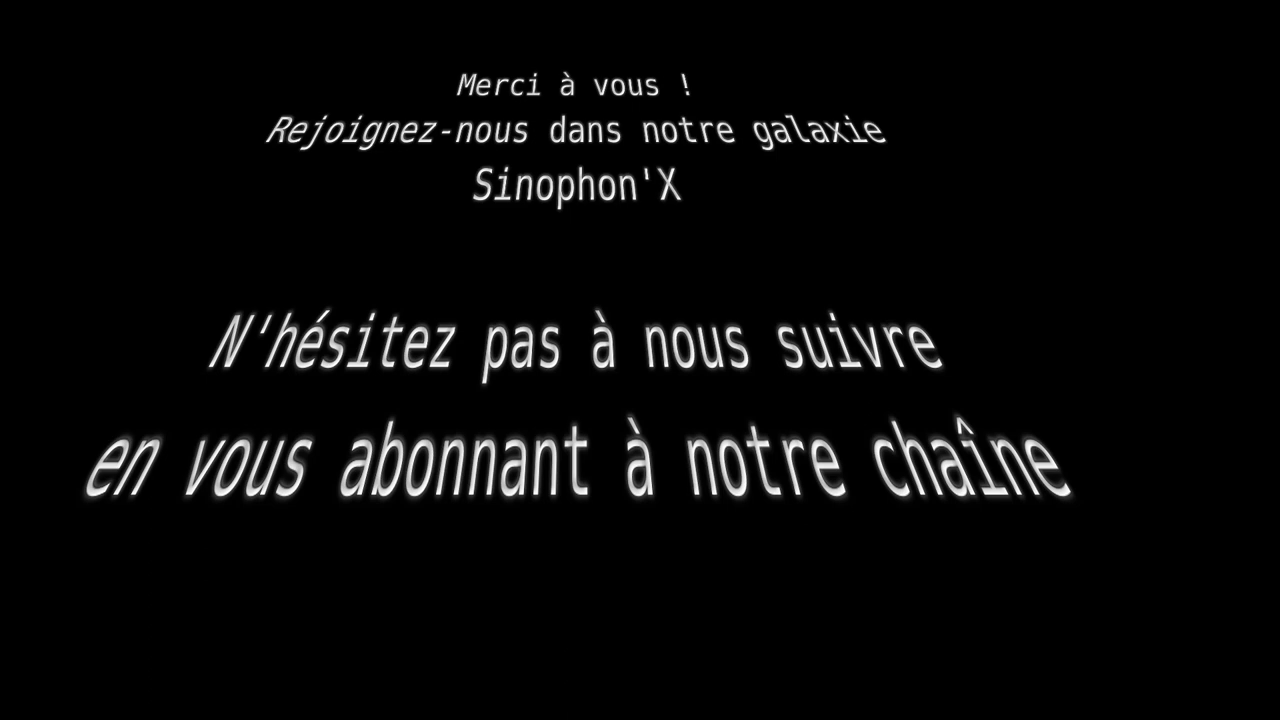 Merci à vous !
Rejoignez-nous dans notre galaxie
Sinophon'X
N'hésitez pas à nous suivre
en vous abonnant à notre chaîne